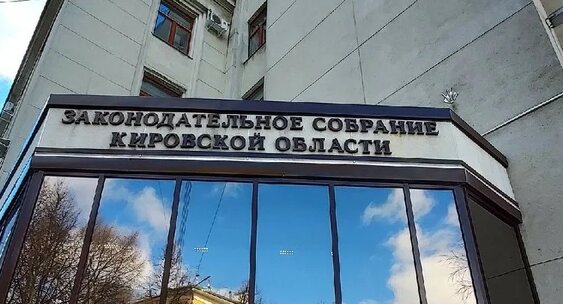 ЗАКОНОДАТЕЛЬНОЕ СОБРАНИЕ
КИРОВСКОЙ ОБЛАСТИ